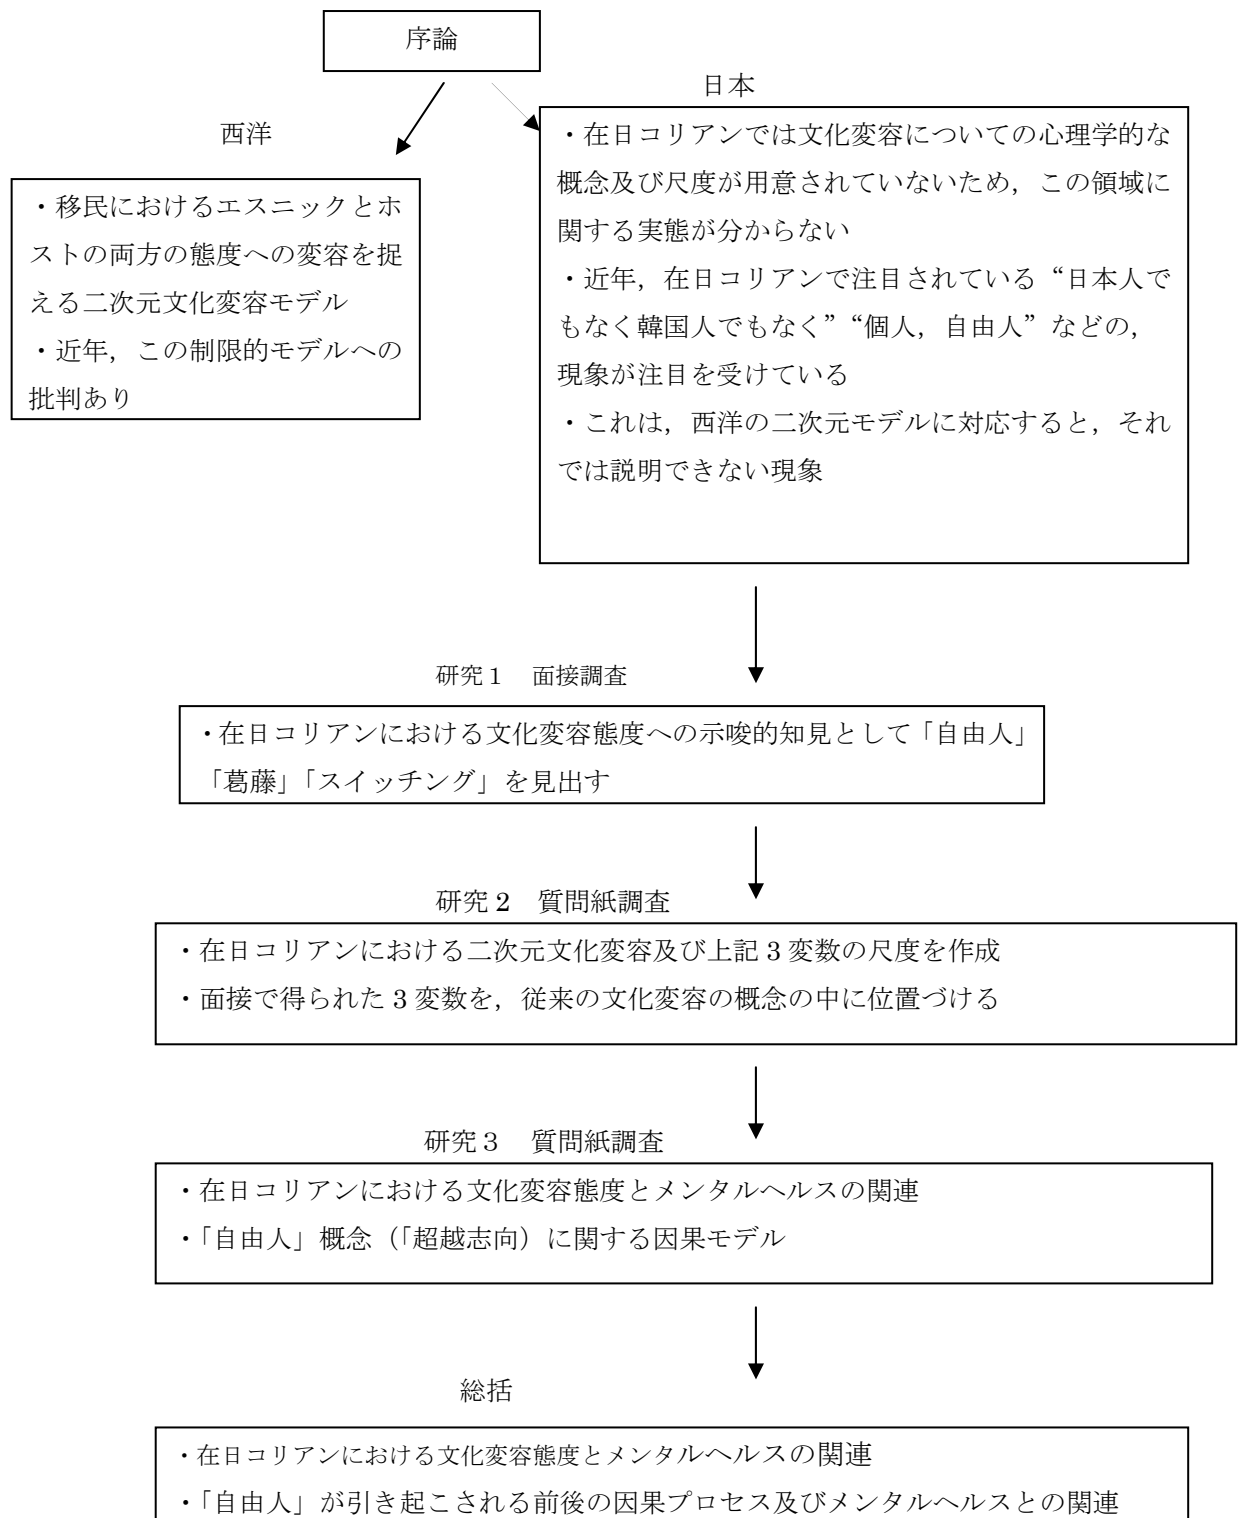 序論
西洋
・移民におけるエスニックとホ
ストの両方の態度への変容を捉
える二次元文化変容モデル
・近年，この制限的モデルへの
批判あり
日本
・在日コリアンでは文化変容についての心理学的な
概念及び尺度が用意されていないため，この領域に
関する実態が分からない
・近年，在日コリアンで注目されている“日本人で
もなく韓国人でもなく”“個人，自由人”などの，
現象が注目を受けている
・これは，西洋の二次元モデルに対応すると，それ
では説明できない現象
研究１　面接調査
・在日コリアンにおける文化変容態度への示唆的知見として「自由人」
「葛藤」「スイッチング」を見出す
研究 2　質問紙調査
・在日コリアンにおける二次元文化変容及び上記 3 変数の尺度を作成
・面接で得られた 3 変数を，従来の文化変容の概念の中に位置づける
研究３　質問紙調査
・在日コリアンにおける文化変容態度とメンタルヘルスの関連
・「自由人」概念（「超越志向）に関する因果モデル
総括
・在日コリアンにおける文化変容態度とメンタルヘルスの関連
・「自由人」が引き起こされる前後の因果プロセス及びメンタルヘルスとの関連